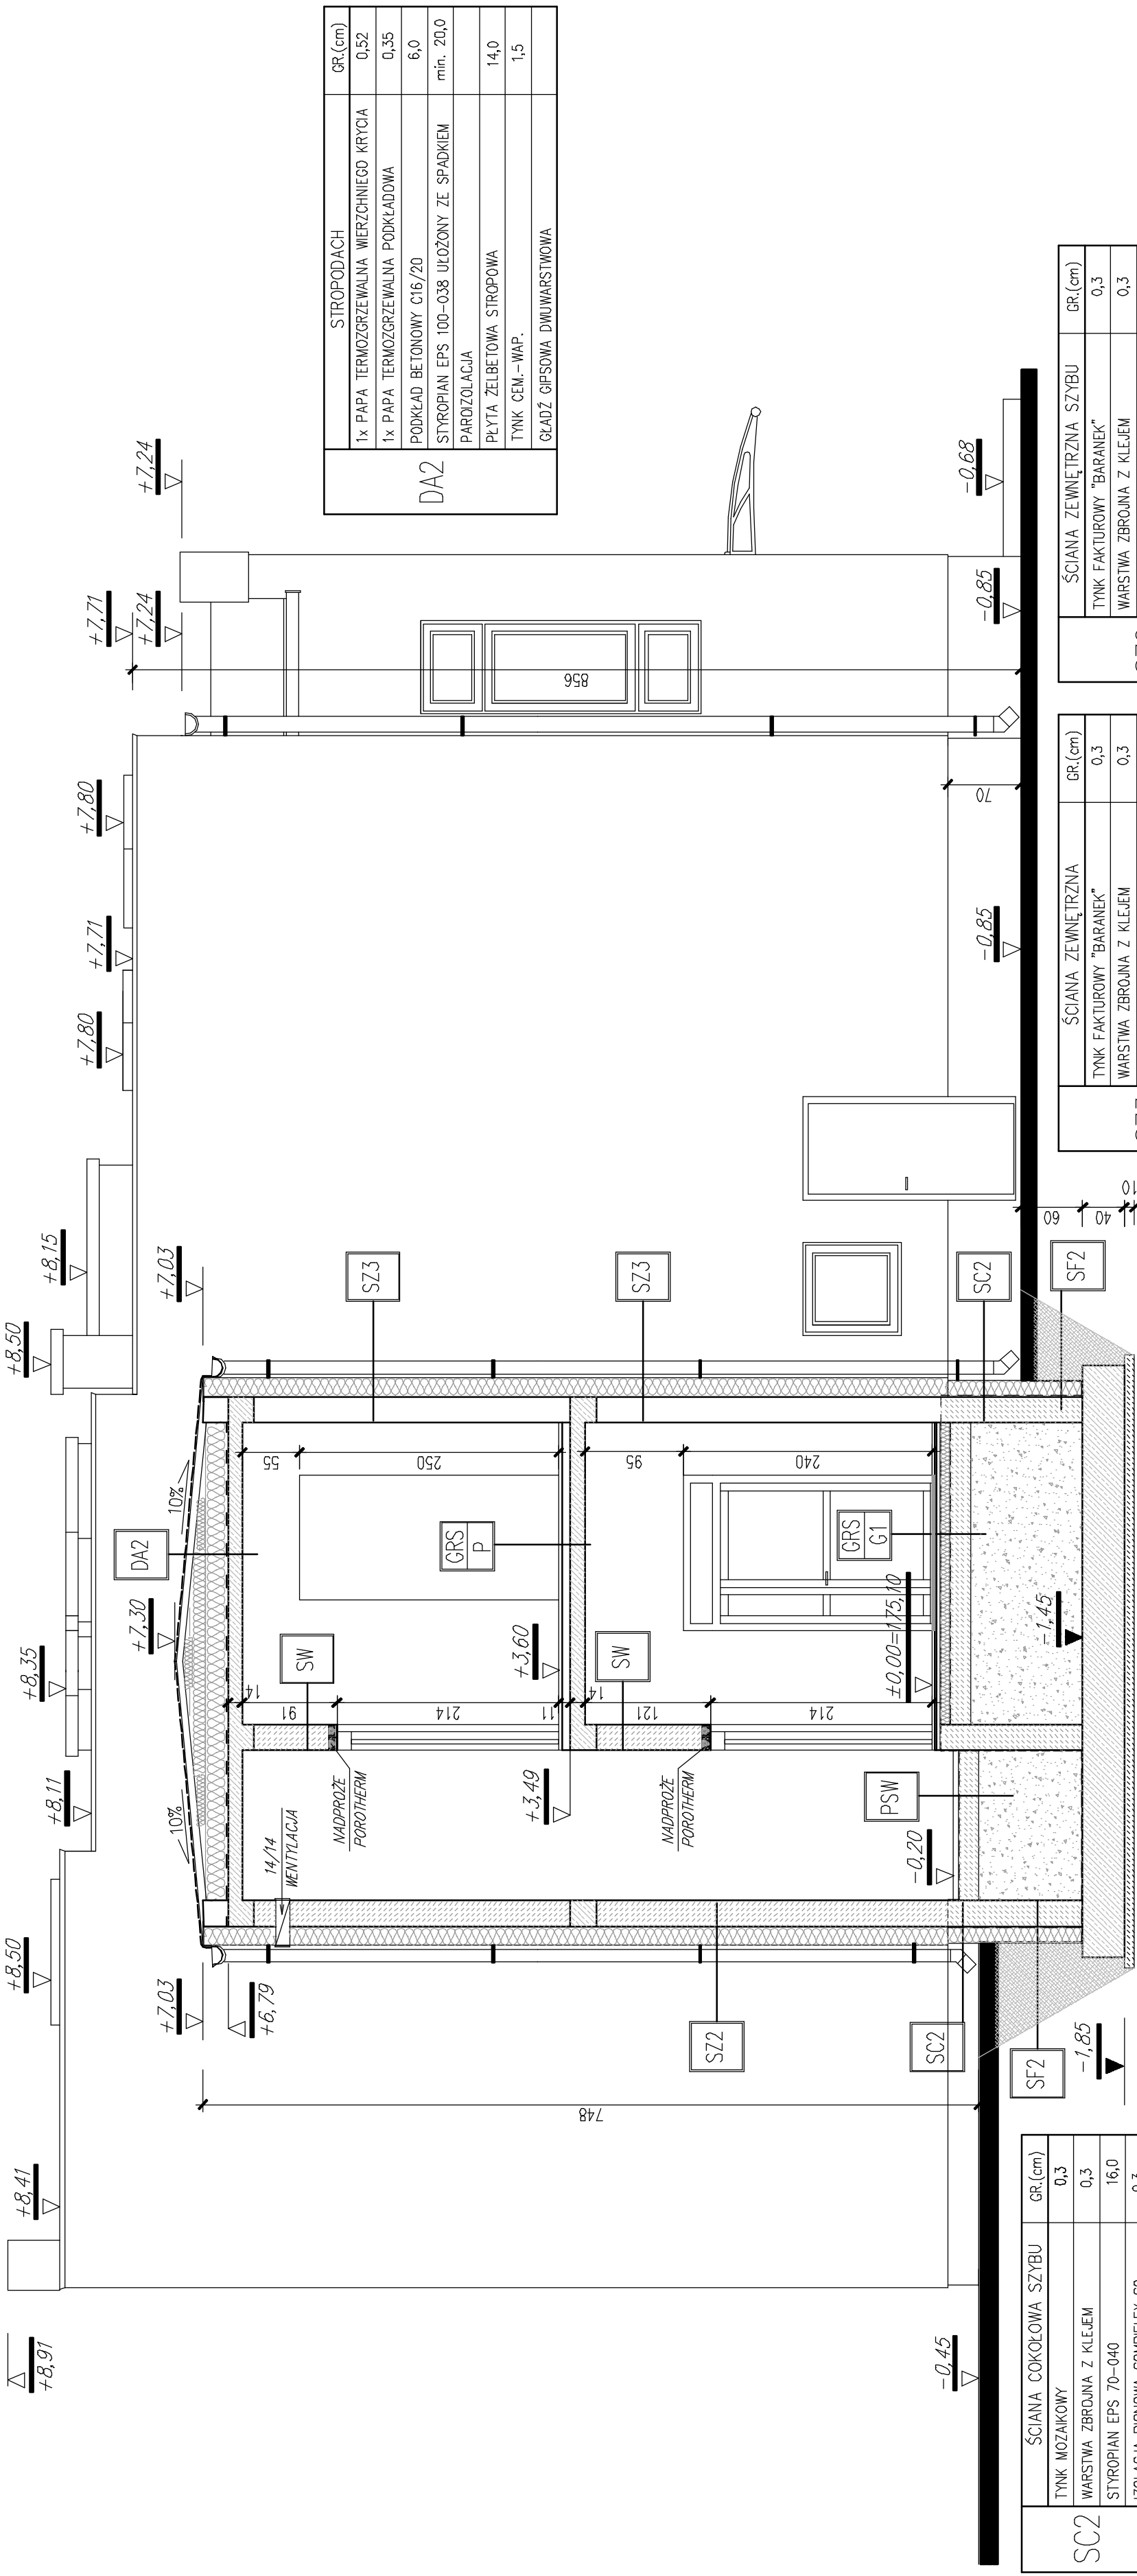 +8,91
+8,41
+8,50
+8,11
+8,35
+8,50
+8,15
+7,80
+7,71
+7,80
+7,71
+7,24
+7,24
+7,03
+6,79
+7,30
+7,03
10%
10%
DA2
14/14
WENTYLACJA
SW
NADPROŻE
POROTHERM
14
91
214
11
55
250
+3,60
GRS
P
SZ3
+3,49
SW
NADPROŻE
POROTHERM
14
121
214
95
240
SZ3
±0,00=175,10
GRS
G1
SZ2
SC2
SF2
-0,20
PSW
-1,45
SC2
SF2
748
-0,45
-1,85
60
40
10
-0,85
70
856
-0,85
-0,68
DA2
STROPODACH GR.(cm)
1x PAPA TERMOZGRZEWALNA WIERZCHNIEGO KRYCIA 0,52
1x PAPA TERMOZGRZEWALNA PODKŁADOWA 0,35
PODKŁAD BETONOWY C16/20 6,0
STYROPIAN EPS 100-038 UŁOŻONY ZE SPADKIEM min. 20,0
PAROIZOLACJA
PŁYTA ŻELBETOWA STROPOWA 14,0
TYNK CEM.-WAP. 1,5
GŁADŹ GIPSOWA DWUWARSTWOWA
SC2
ŚCIANA COKOŁOWA SZYBU GR.(cm)
TYNK MOZAIKOWY 0,3
WARSTWA ZBROJNA Z KLEJEM 0,3
STYROPIAN EPS 70-040 16,0
ŚCIANA ZEWNĘTRZNA GR.(cm)
TYNK FAKTUROWY "BARANEK" 0,3
WARSTWA ZBROJNA Z KLEJEM 0,3
ŚCIANA ZEWNĘTRZNA SZYBU GR.(cm)
TYNK FAKTUROWY "BARANEK" 0,3
WARSTWA ZBROJNA Z KLEJEM 0,3